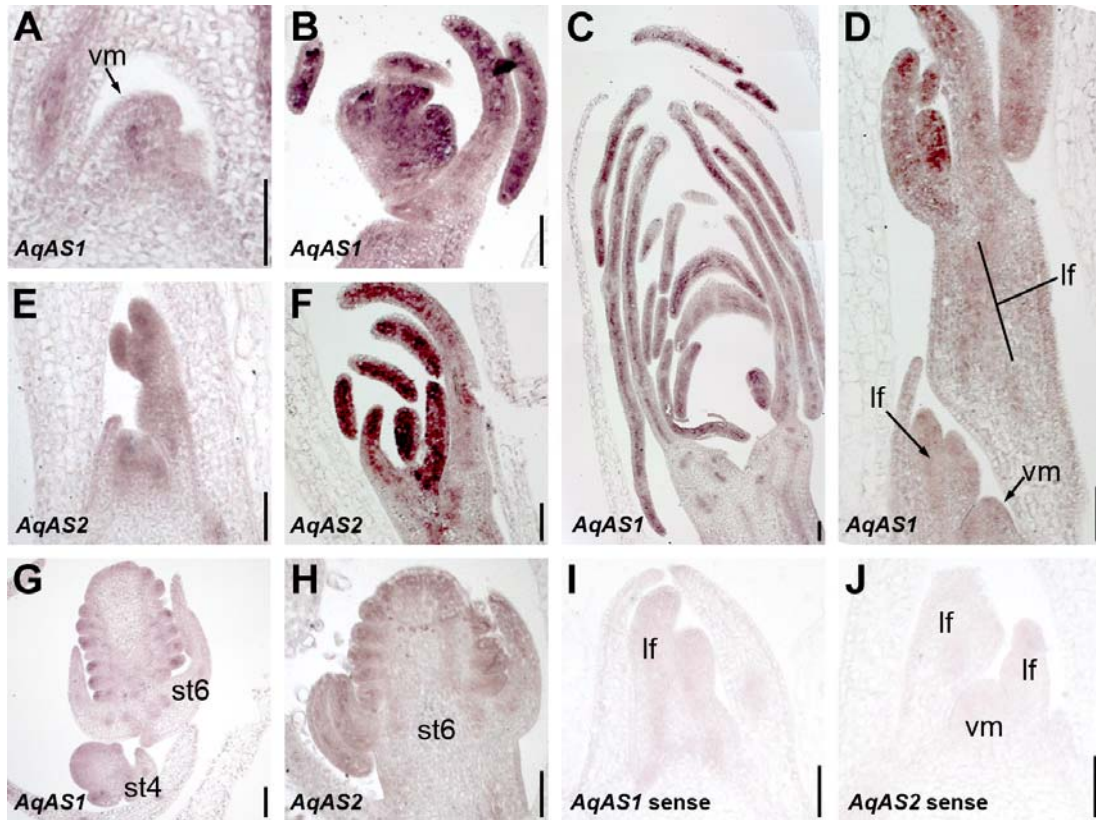 A
vm
AqAS1
B
AqAS1
C
AqAS1
D
lf
lf
vm
AqAS1
E
AqAS2
F
AqAS2
G
st6
st4
AqAS1
H
st6
AqAS2
I
lf
AqAS1 sense
J
lf
lf
vm
AqAS2 sense